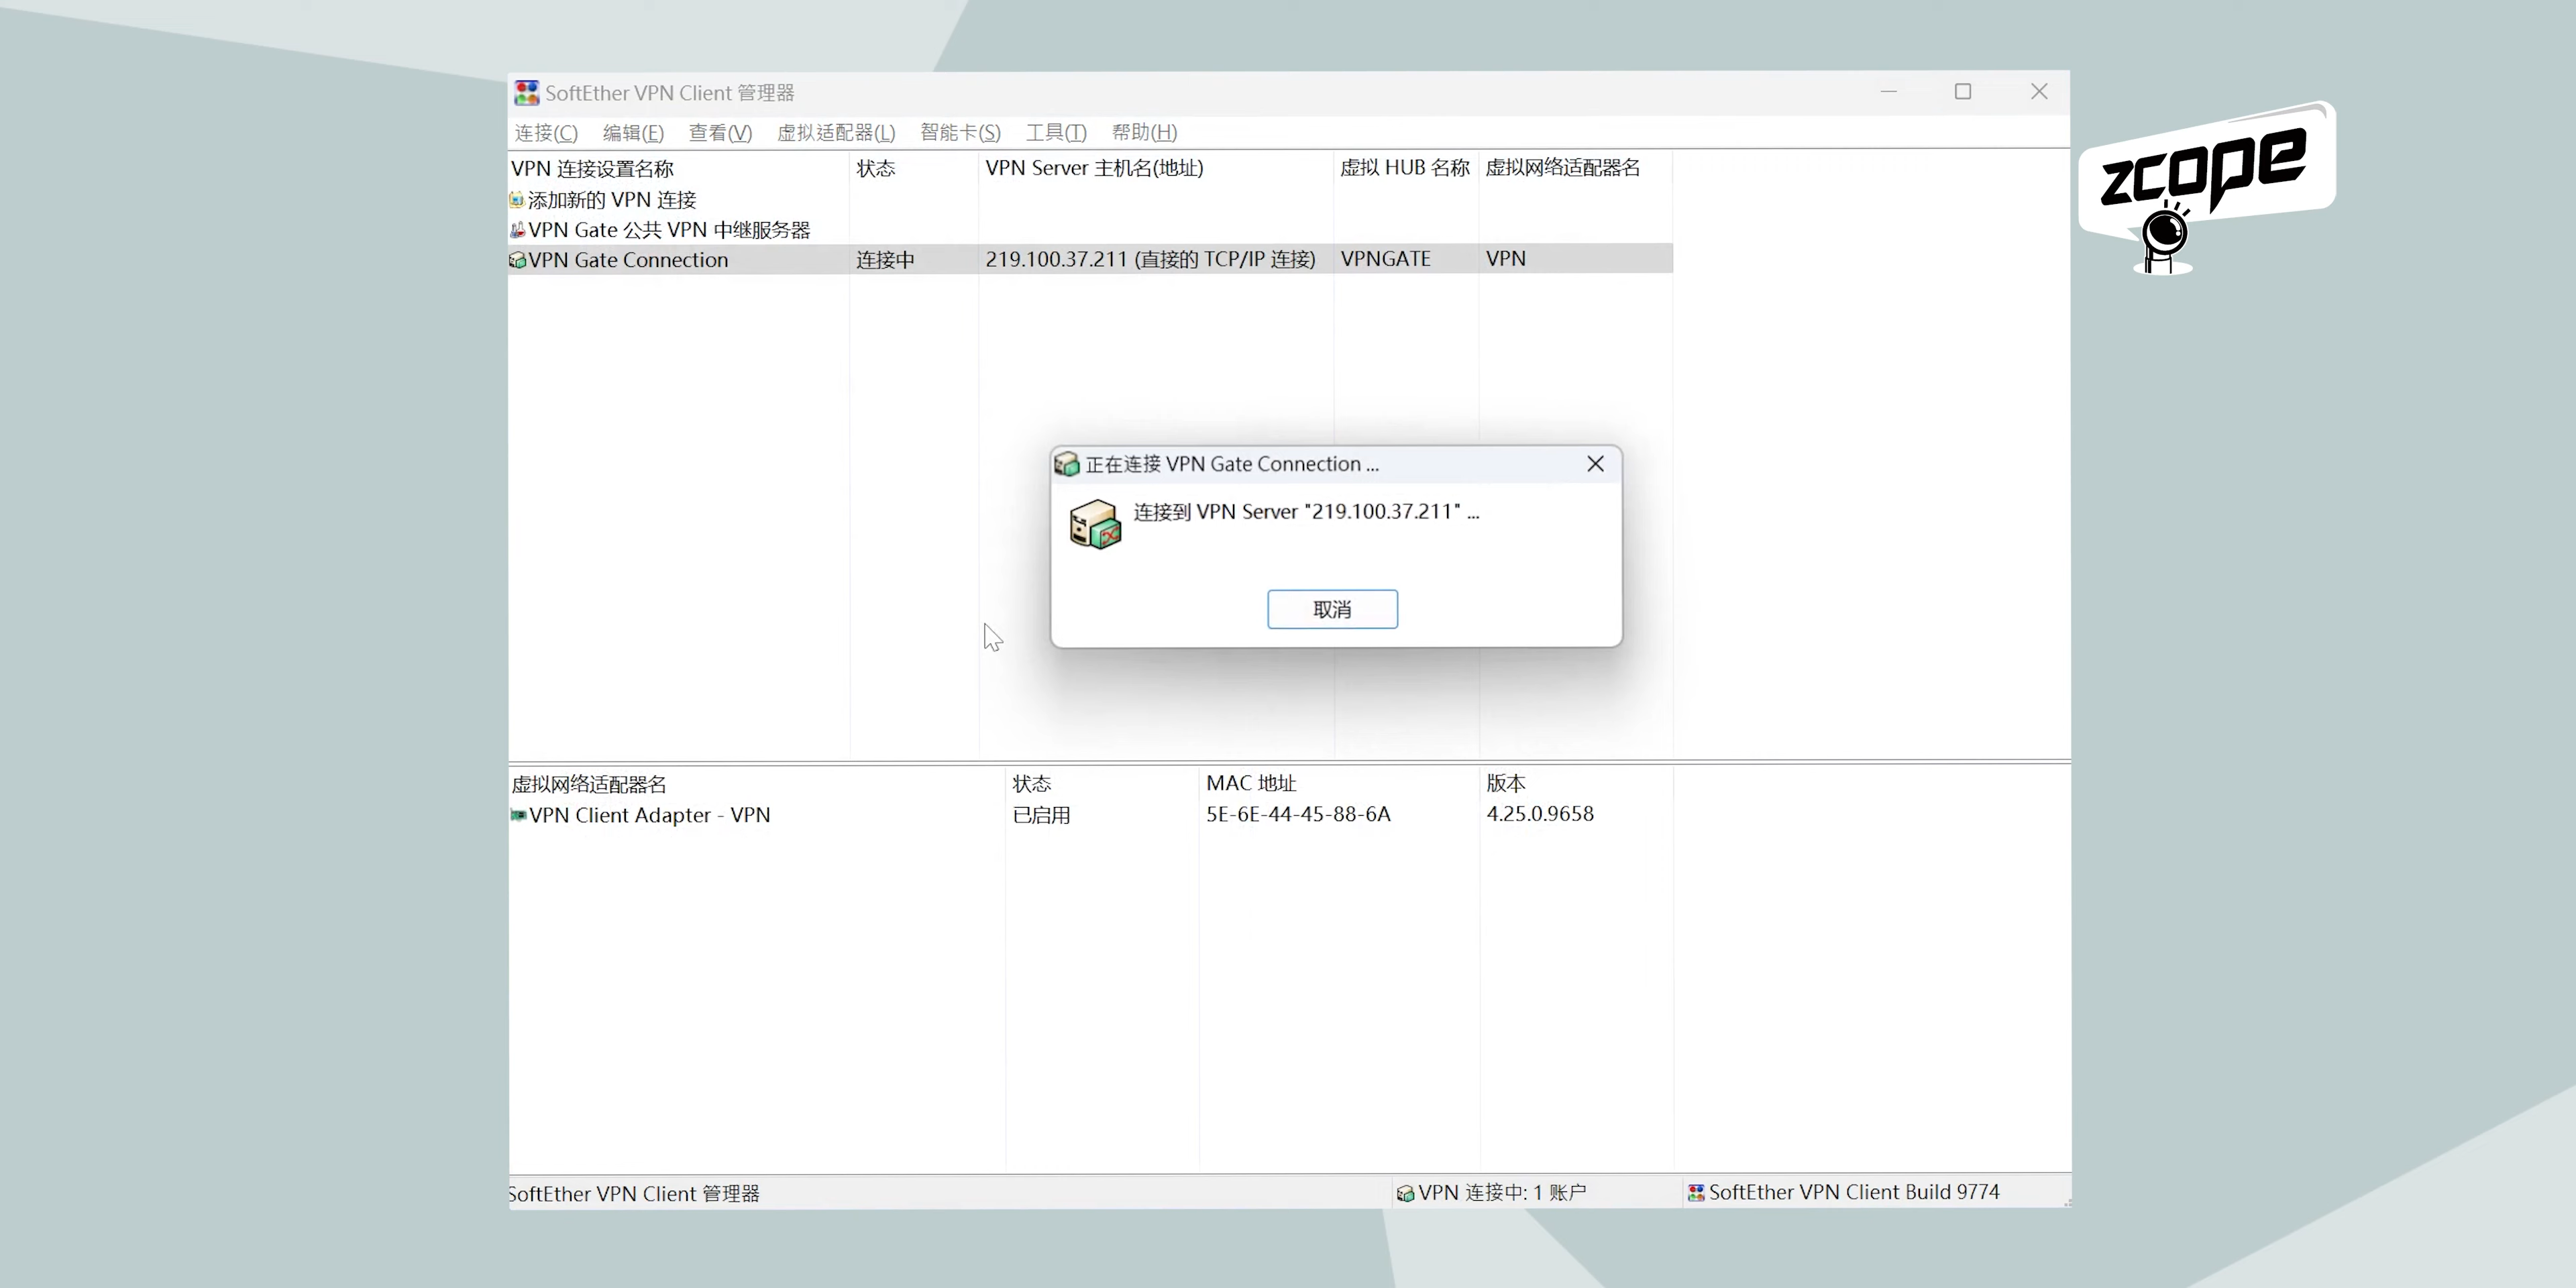 SoftEther VPN Client 管理器
连接(C) 编辑(E) 查看(V) 虚拟适配器(L) 智能卡(S) 工具(T) 帮助(H)
VPN 连接设置名称 状态 VPN Server 主机名(地址) 虚拟 HUB 名称 虚拟网络适配器名
添加新的 VPN 连接
VPN Gate 公共 VPN 中继服务器
VPN Gate Connection 连接中 219.100.37.211 (直接的 TCP/IP 连接) VPNGATE VPN
zcope
正在连接 VPN Gate Connection ...
连接到 VPN Server "219.100.37.211" ...
取消
虚拟网络适配器名 状态 MAC 地址 版本
VPN Client Adapter - VPN 已启用 5E-6E-44-45-88-6A 4.25.0.9658
SoftEther VPN Client 管理器 VPN 连接中: 1 账户 SoftEther VPN Client Build 9774